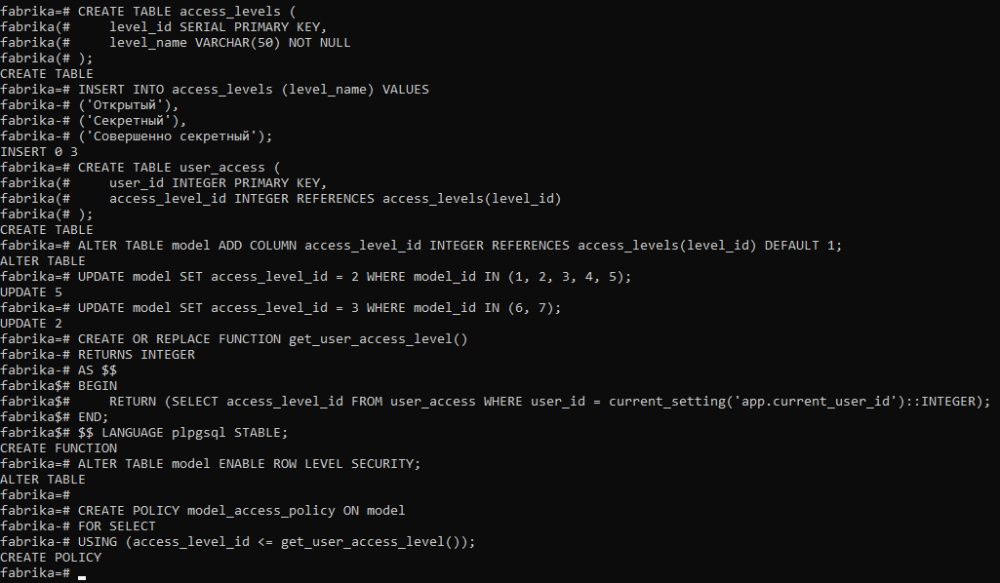 fabrika=# CREATE TABLE access_levels (
fabrika(#     level_id SERIAL PRIMARY KEY,
fabrika(#     level_name VARCHAR(50) NOT NULL
fabrika(# );
CREATE TABLE
fabrika=# INSERT INTO access_levels (level_name) VALUES
fabrika-# ('Открытый'),
fabrika-# ('Секретный'),
fabrika-# ('Совершенно секретный');
INSERT 0 3
fabrika=# CREATE TABLE user_access (
fabrika(#     user_id INTEGER PRIMARY KEY,
fabrika(#     access_level_id INTEGER REFERENCES access_levels(level_id)
fabrika(# );
CREATE TABLE
fabrika=# ALTER TABLE model ADD COLUMN access_level_id INTEGER REFERENCES access_levels(level_id) DEFAULT 1;
ALTER TABLE
fabrika=# UPDATE model SET access_level_id = 2 WHERE model_id IN (1, 2, 3, 4, 5);
UPDATE 5
fabrika=# UPDATE model SET access_level_id = 3 WHERE model_id IN (6, 7);
UPDATE 2
fabrika=# CREATE OR REPLACE FUNCTION get_user_access_level()
fabrika-# RETURNS INTEGER
fabrika-# AS $$
fabrika$# BEGIN
fabrika$#     RETURN (SELECT access_level_id FROM user_access WHERE user_id = current_setting('app.current_user_id')::INTEGER);
fabrika$# END;
fabrika$# $$ LANGUAGE plpgsql STABLE;
CREATE FUNCTION
fabrika=# ALTER TABLE model ENABLE ROW LEVEL SECURITY;
ALTER TABLE
fabrika=#
fabrika=# CREATE POLICY model_access_policy ON model
fabrika-# FOR SELECT
fabrika-# USING (access_level_id <= get_user_access_level());
CREATE POLICY
fabrika=#